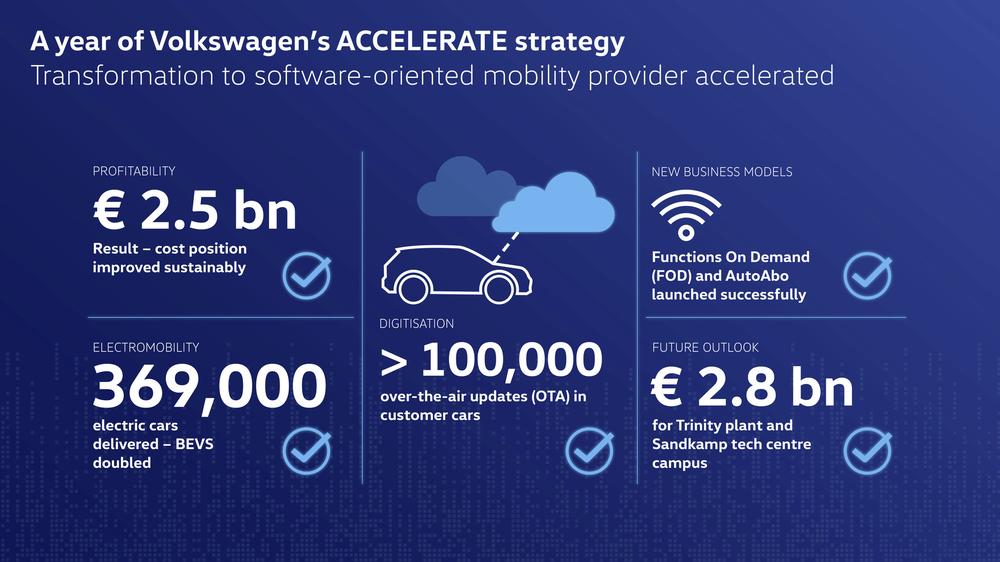 A year of Volkswagen’s ACCELERATE strategy
Transformation to software-oriented mobility provider accelerated
PROFITABILITY
€ 2.5 bn
Result – cost position
improved sustainably
ELECTROMOBILITY
369,000
electric cars
delivered – BEVS
doubled
DIGITISATION
> 100,000
over-the-air updates (OTA) in
customer cars
NEW BUSINESS MODELS
Functions On Demand
(FOD) and AutoAbo
launched successfully
FUTURE OUTLOOK
€ 2.8 bn
for Trinity plant and
Sandkamp tech centre
campus